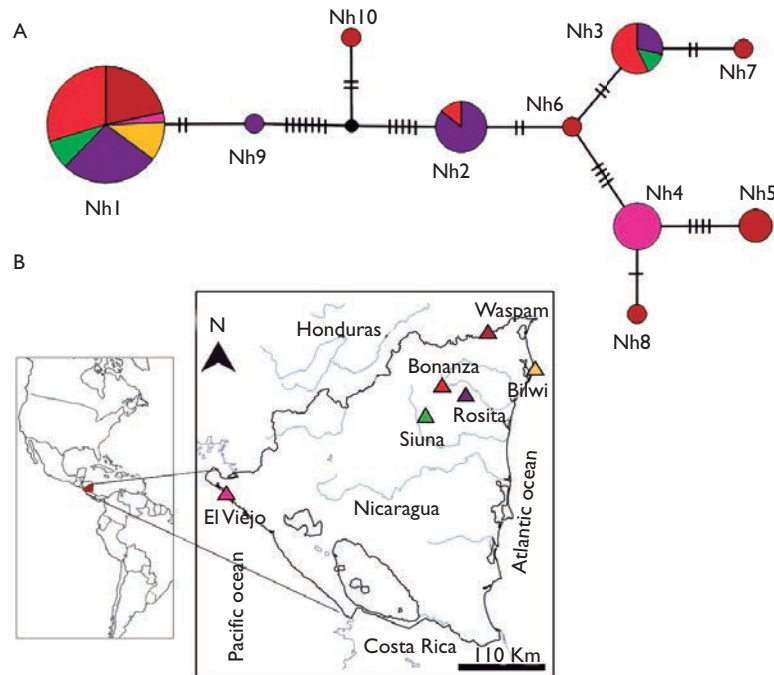 A
Nh10
Nh3
Nh7
Nh6
Nh9
Nh2
Nh1
Nh4
Nh5
Nh8
B
N
Honduras
Waspam
Bonanza
Bilwi
Rosita
Siuna
El Viejo
Nicaragua
Atlantic ocean
Pacific ocean
Costa Rica
110 Km